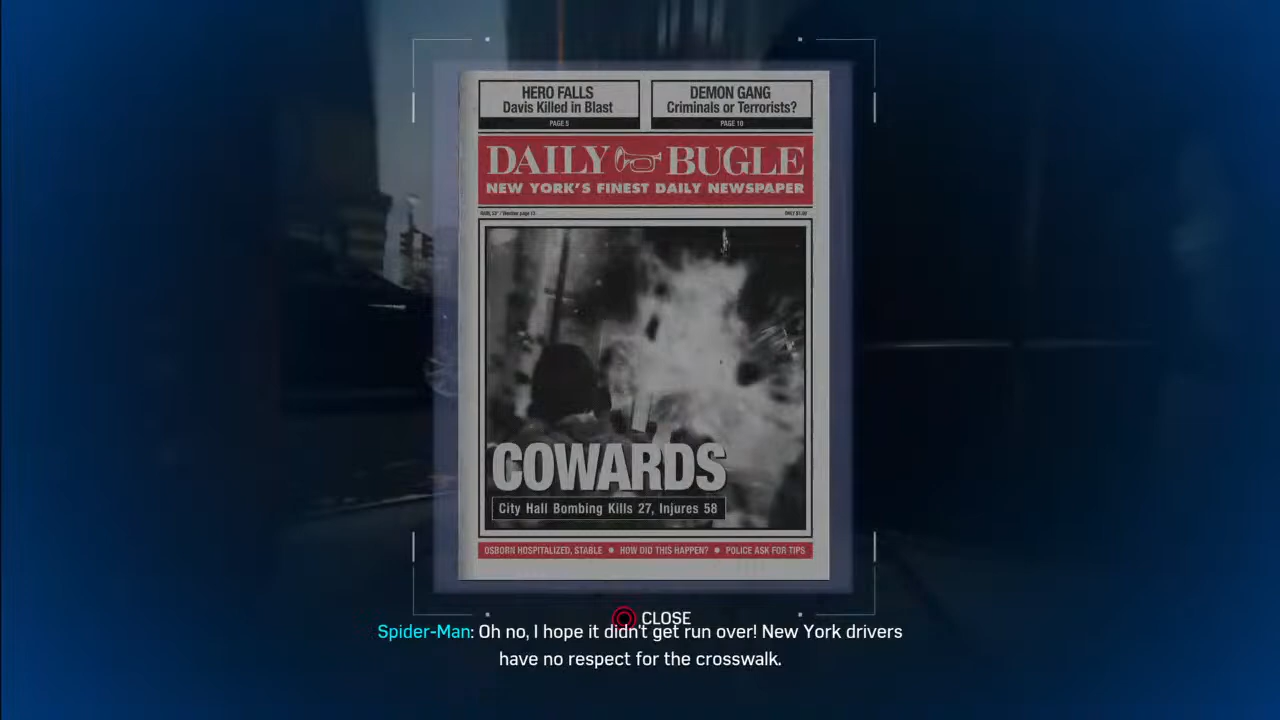 HERO FALLS
Davis Killed in Blast
PAGE 5
DEMON GANG
Criminals or Terrorists?
PAGE 10
DAILY BUGLE
NEW YORK'S FINEST DAILY NEWSPAPER
COWARDS
City Hall Bombing Kills 27, Injures 58
OSBORN HOSPITALIZED, STABLE • HOW DID THIS HAPPEN? • POLICE ASK FOR TIPS
CLOSE
Spider-Man: Oh no, I hope it didn't get run over! New York drivers
have no respect for the crosswalk.